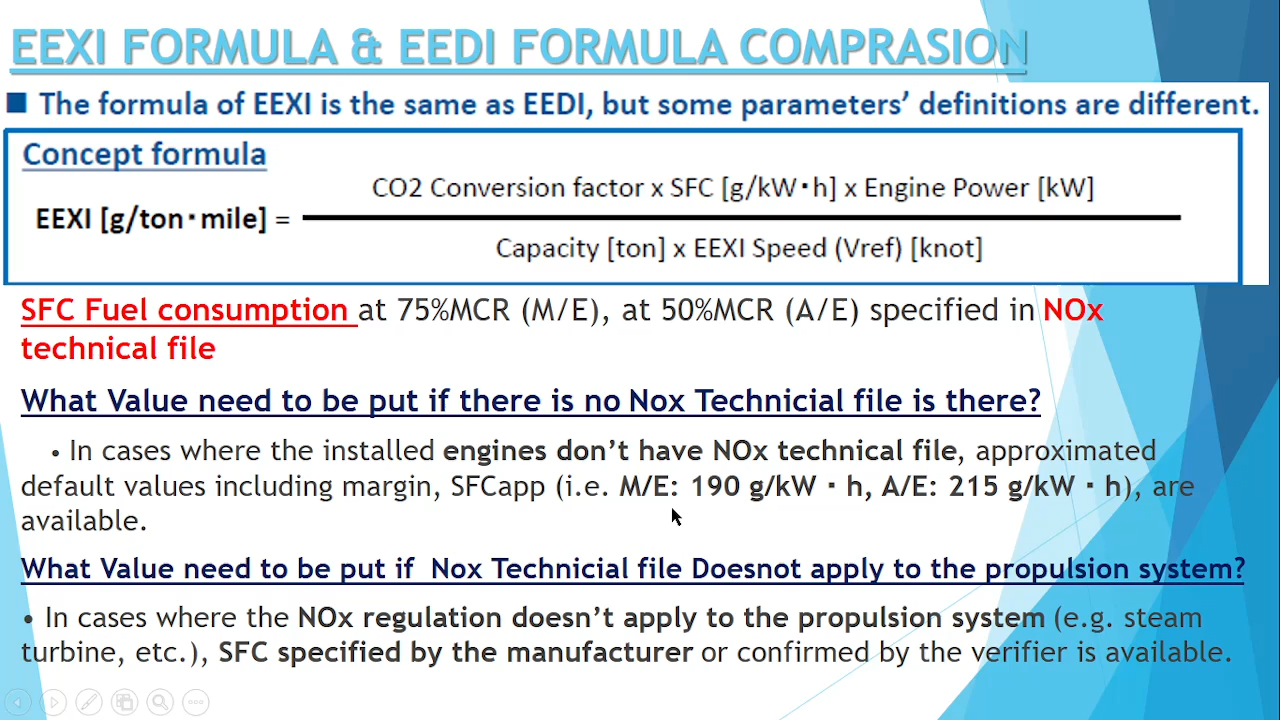 EEXI FORMULA & EEDI FORMULA COMPRASION
■ The formula of EEXI is the same as EEDI, but some parameters’ definitions are different.
Concept formula
CO2 Conversion factor x SFC [g/kW・h] x Engine Power [kW]
EEXI [g/ton・mile] =
Capacity [ton] x EEXI Speed (Vref) [knot]
SFC Fuel consumption at 75%MCR (M/E), at 50%MCR (A/E) specified in NOx
technical file
What Value need to be put if there is no Nox Technicial file is there?
• In cases where the installed engines don’t have NOx technical file, approximated
default values including margin, SFCapp (i.e. M/E: 190 g/kW・h, A/E: 215 g/kW・h), are
available.
What Value need to be put if Nox Technicial file Doesnot apply to the propulsion system?
• In cases where the NOx regulation doesn’t apply to the propulsion system (e.g. steam
turbine, etc.), SFC specified by the manufacturer or confirmed by the verifier is available.